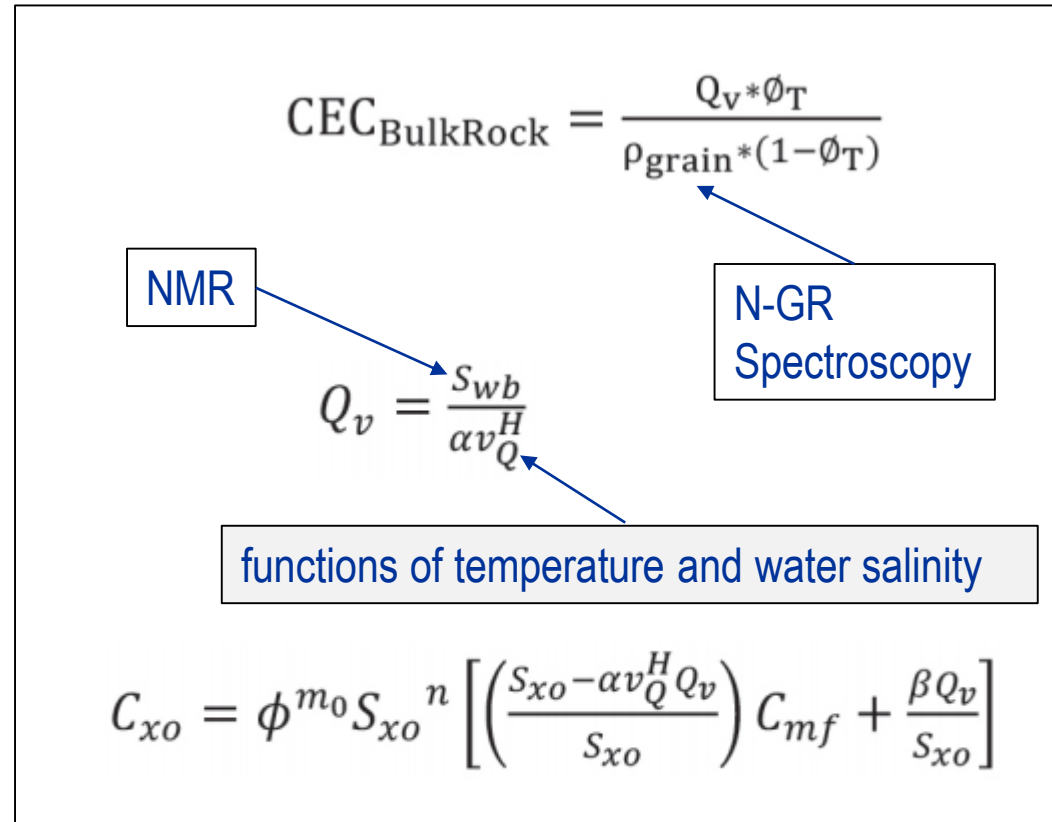 CEC_BulkRock = (Q_v * Ø_T) / (ρ_grain * (1 − Ø_T))
NMR
N-GR
Spectroscopy
Q_v = S_wb / (αv_Q^H)
functions of temperature and water salinity
C_xo = ϕ^(m_0) S_xo^n [((S_xo − αv_Q^H Q_v) / S_xo) C_mf + (βQ_v) / S_xo]